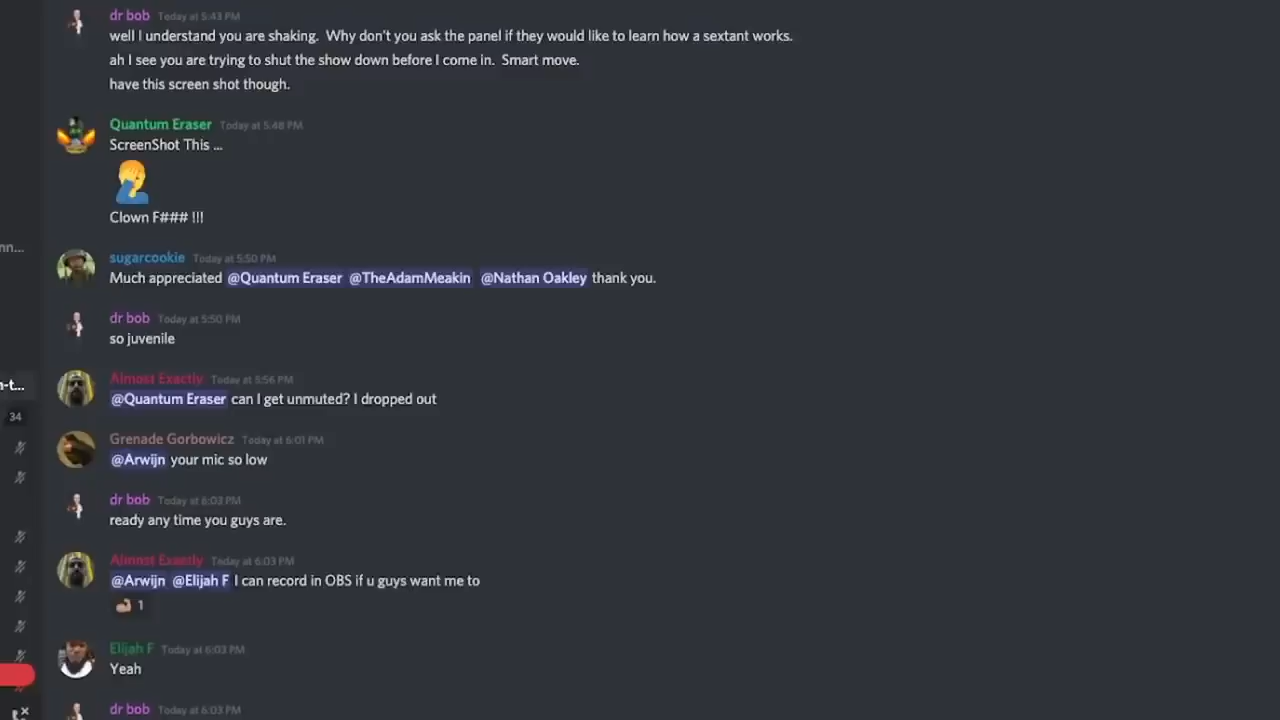 dr bob Today at 5:43 PM
well I understand you are shaking. Why don't you ask the panel if they would like to learn how a sextant works.
ah I see you are trying to shut the show down before I come in. Smart move.
have this screen shot though.
Quantum Eraser Today at 5:48 PM
ScreenShot This ...
Clown F### !!!
nn...
sugarcookie Today at 5:50 PM
Much appreciated @Quantum Eraser @TheAdamMeakin @Nathan Oakley thank you.
dr bob Today at 5:50 PM
so juvenile
Almost Exactly Today at 5:56 PM
n-t...
@Quantum Eraser can I get unmuted? I dropped out
34
Grenade Gorbowicz Today at 6:01 PM
@Arwijn your mic so low
dr bob Today at 6:03 PM
ready any time you guys are.
Almost Exactly Today at 6:03 PM
@Arwijn @Elijah F I can record in OBS if u guys want me to
1
Elijah F Today at 6:03 PM
Yeah
dr bob Today at 6:03 PM